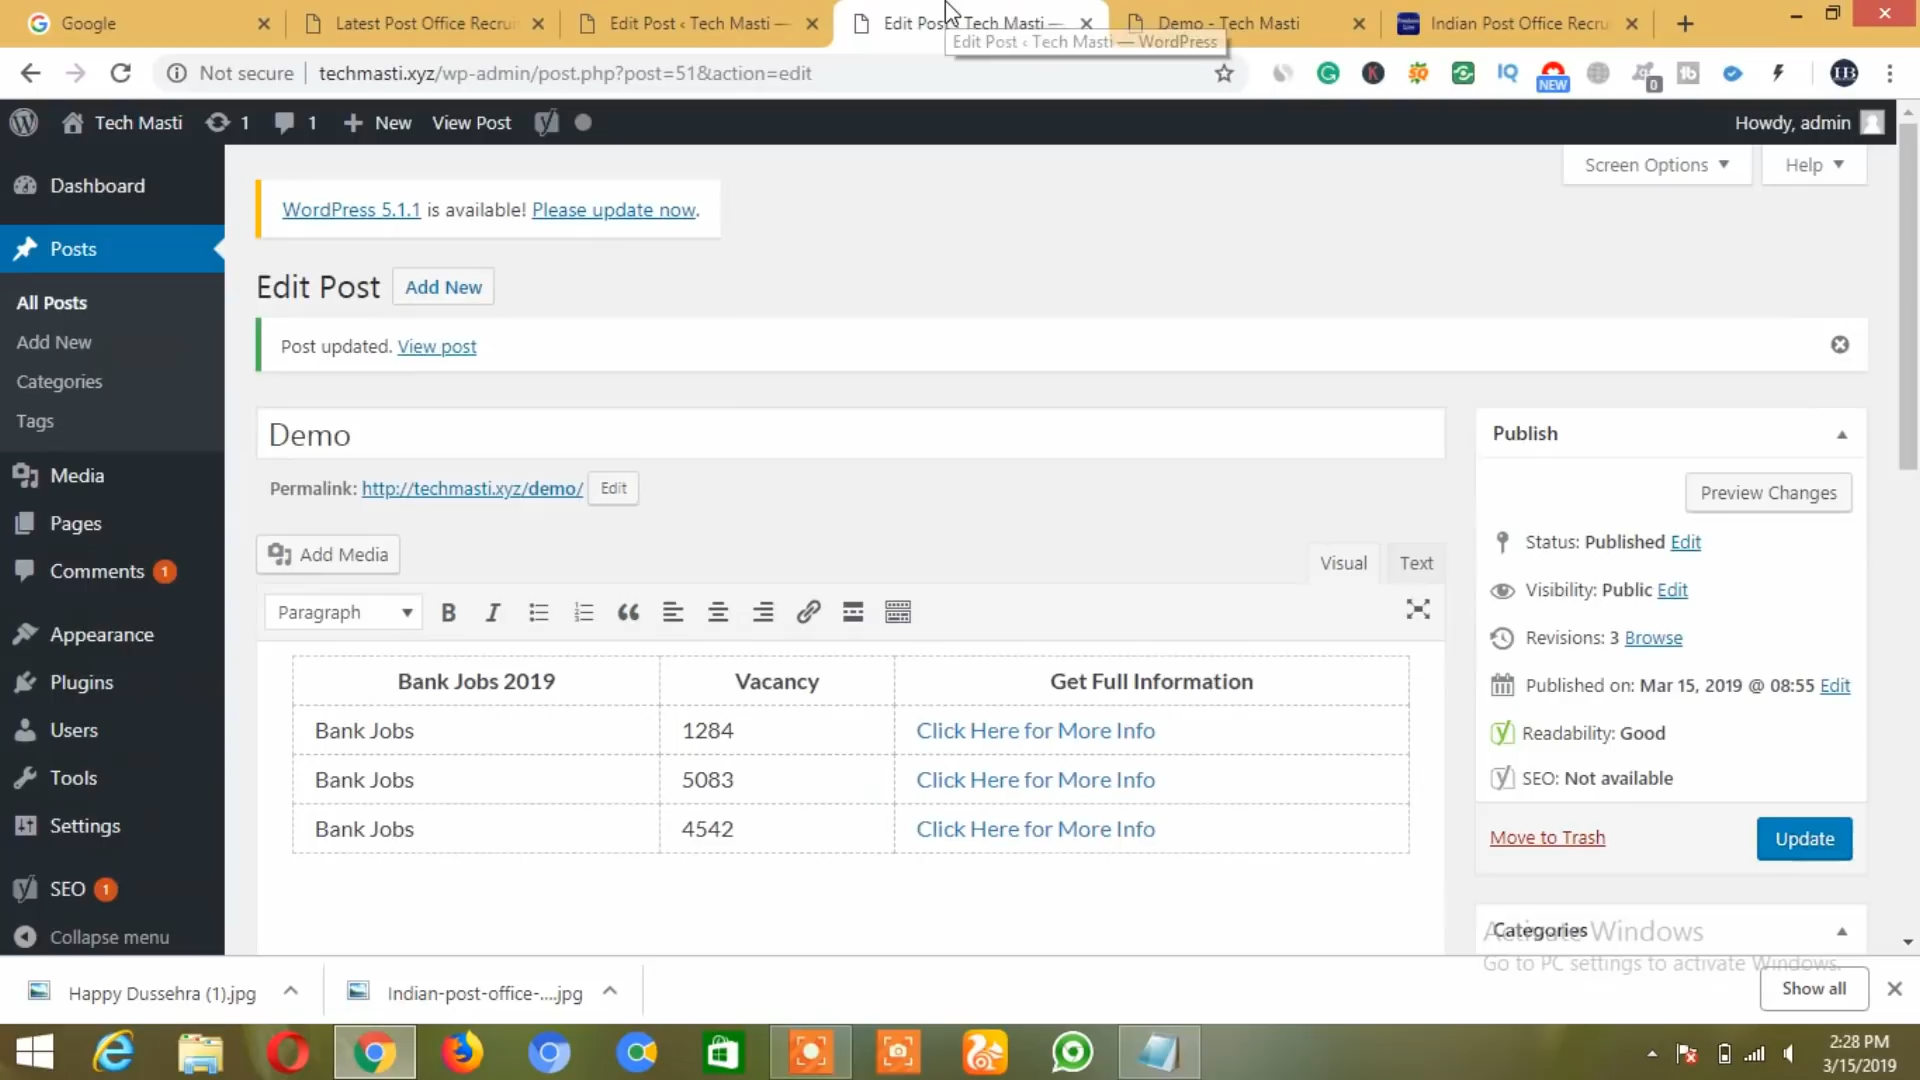 Google
Latest Post Office Recrui
Edit Post ‹ Tech Masti —
Edit Post ‹ Tech Masti —
Demo - Tech Masti
Indian Post Office Recru
Edit Post ‹ Tech Masti — WordPress
Not secure
techmasti.xyz/wp-admin/post.php?post=51&action=edit
IQ
NEW
0
IB
Tech Masti
1
1
New
View Post
Howdy, admin
Screen Options
Help
Dashboard
WordPress 5.1.1 is available! Please update now.
Posts
Edit Post
Add New
All Posts
Add New
Categories
Tags
Post updated. View post
Demo
Publish
Permalink: http://techmasti.xyz/demo/
Edit
Preview Changes
Media
Pages
Comments 1
Add Media
Visual
Text
Status: Published Edit
Visibility: Public Edit
Revisions: 3 Browse
Published on: Mar 15, 2019 @ 08:55 Edit
Readability: Good
SEO: Not available
Paragraph
B
I
Appearance
Plugins
Users
Tools
Settings
SEO 1
Collapse menu
Bank Jobs 2019
Vacancy
Get Full Information
Bank Jobs
1284
Click Here for More Info
Bank Jobs
5083
Click Here for More Info
Bank Jobs
4542
Click Here for More Info
Move to Trash
Update
Categories
Activate Windows
Go to PC settings to activate Windows.
Happy Dussehra (1).jpg
Indian-post-office-....jpg
Show all
2:28 PM
3/15/2019